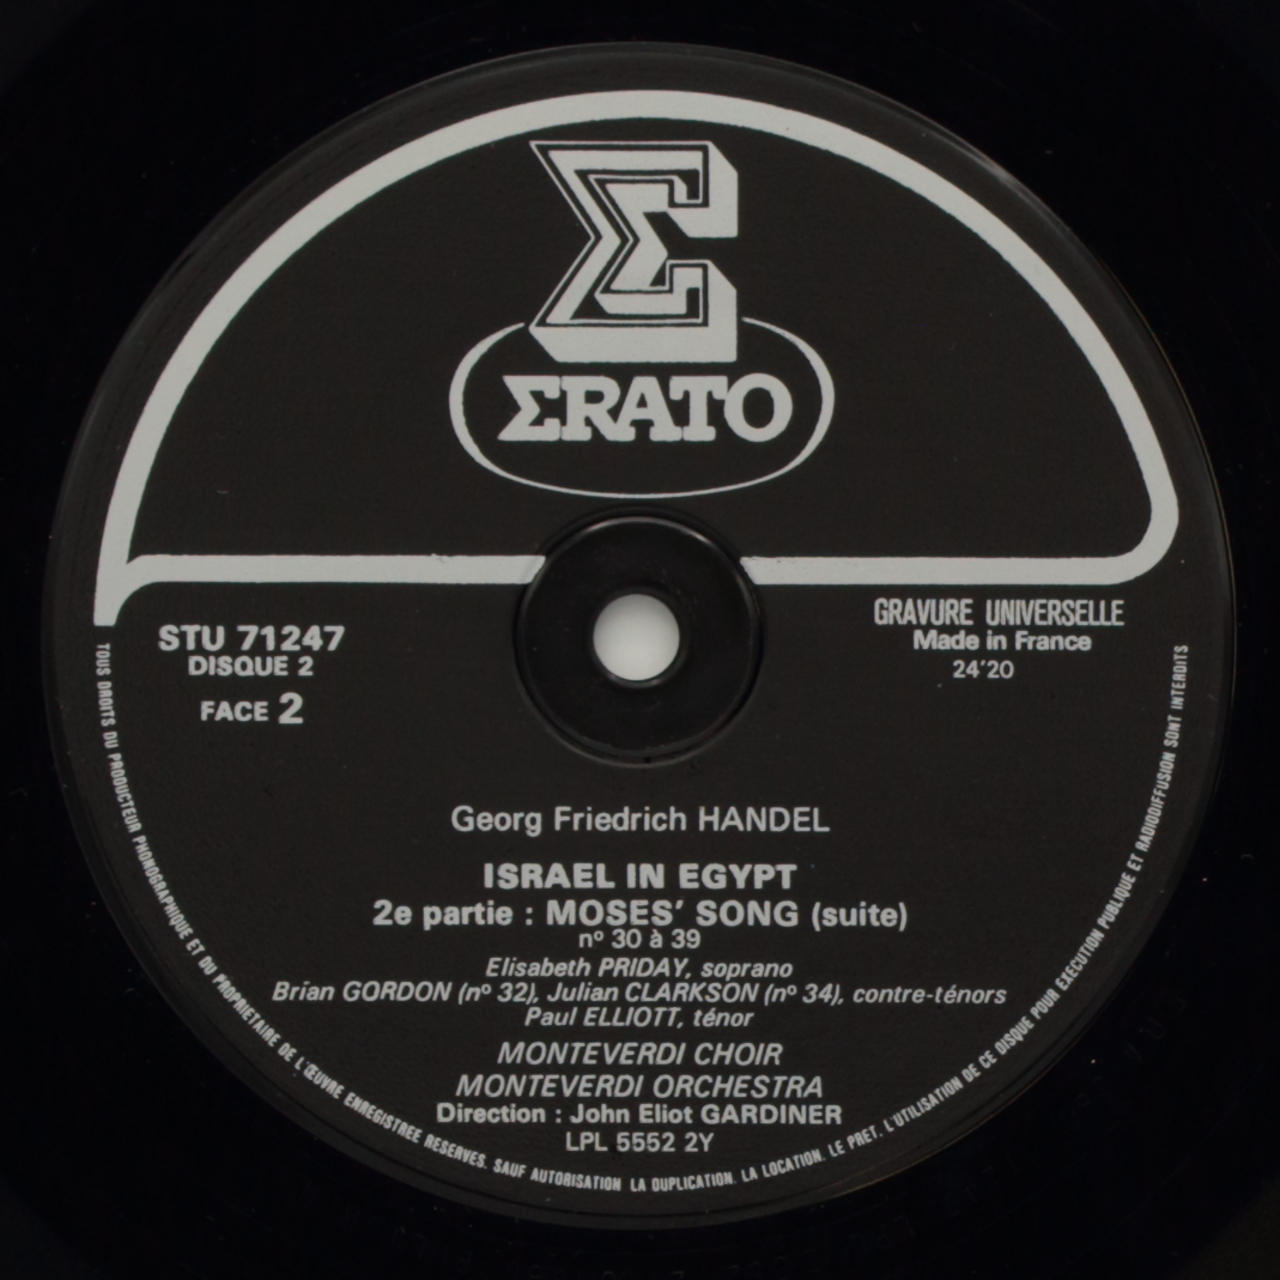 ΣRATO
STU 71247
DISQUE 2
FACE 2
GRAVURE UNIVERSELLE
Made in France
24'20
Georg Friedrich HANDEL
ISRAEL IN EGYPT
2e partie : MOSES' SONG (suite)
nº 30 à 39
Elisabeth PRIDAY, soprano
Brian GORDON (nº 32), Julian CLARKSON (nº 34), contre-ténors
Paul ELLIOTT, ténor
MONTEVERDI CHOIR
MONTEVERDI ORCHESTRA
Direction : John Eliot GARDINER
LPL 5552 2Y
TOUS DROITS DU PRODUCTEUR PHONOGRAPHIQUE ET DU PROPRIETAIRE DE L'ŒUVRE ENREGISTREE RESERVES. SAUF AUTORISATION LA DUPLICATION. LA LOCATION. LE PRET. L'UTILISATION DE CE DISQUE POUR EXECUTION PUBLIQUE ET RADIODIFFUSION SONT INTERDITS